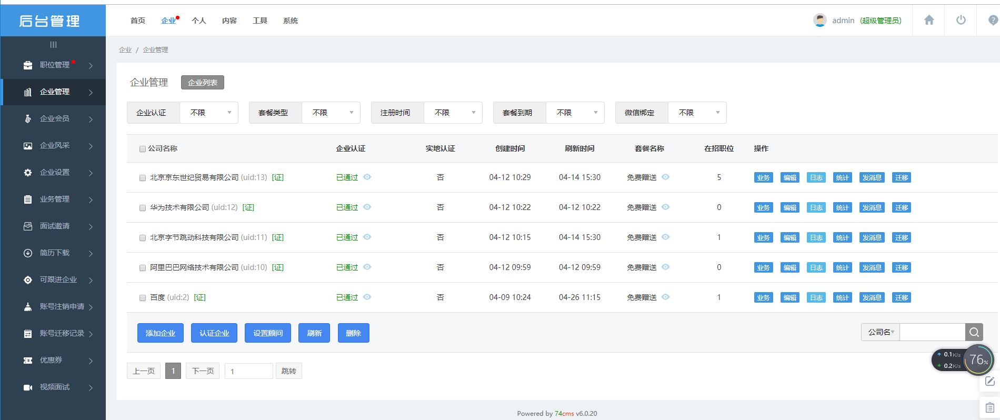 后台管理
首页 企业 个人 内容 工具 系统
admin (超级管理员)
职位管理
企业管理
企业会员
企业风采
企业设置
业务管理
面试邀请
简历下载
可跟进企业
账号注销申请
账号迁移记录
优惠券
视频面试
企业 / 企业管理
企业管理 企业列表
企业认证 不限 套餐类型 不限 注册时间 不限 套餐到期 不限 微信绑定 不限
公司名称 企业认证 实地认证 创建时间 刷新时间 套餐名称 在招职位 操作
北京京东世纪贸易有限公司 (uid:13) [证] 已通过 否 04-12 10:29 04-14 15:30 免费赠送 5 业务 编辑 日志 统计 发消息 迁移
华为技术有限公司 (uid:12) [证] 已通过 否 04-12 10:22 04-12 10:22 免费赠送 0 业务 编辑 日志 统计 发消息 迁移
北京字节跳动科技有限公司 (uid:11) [证] 已通过 否 04-12 10:15 04-14 15:30 免费赠送 1 业务 编辑 日志 统计 发消息 迁移
阿里巴巴网络技术有限公司 (uid:10) [证] 已通过 否 04-12 09:59 04-12 09:59 免费赠送 0 业务 编辑 日志 统计 发消息 迁移
百度 (uid:2) [证] 已通过 否 04-09 10:24 04-26 11:15 免费赠送 1 业务 编辑 日志 统计 发消息 迁移
添加企业 认证企业 设置顾问 刷新 删除 公司名
上一页 1 下一页 1 跳转
0.1K/s
0.2K/s
76%
Powered by 74cms v6.0.20